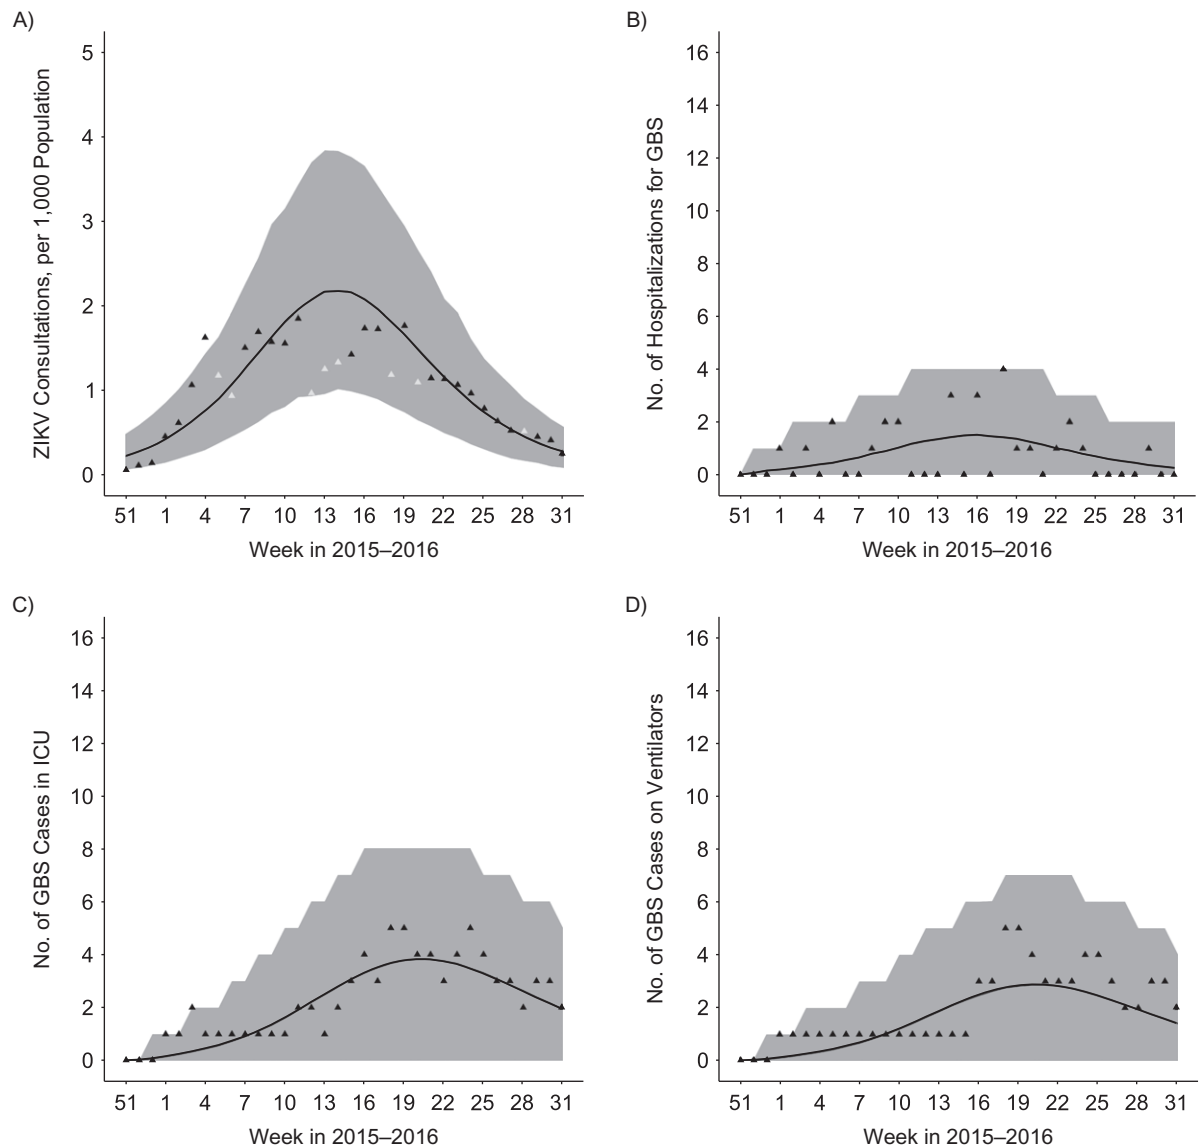 A)
5
4
3
2
1
0
ZIKV Consultations, per 1,000 Population
51 1 4 7 10 13 16 19 22 25 28 31
Week in 2015–2016
B)
16
14
12
10
8
6
4
2
0
No. of Hospitalizations for GBS
51 1 4 7 10 13 16 19 22 25 28 31
Week in 2015–2016
C)
16
14
12
10
8
6
4
2
0
No. of GBS Cases in ICU
51 1 4 7 10 13 16 19 22 25 28 31
Week in 2015–2016
D)
16
14
12
10
8
6
4
2
0
No. of GBS Cases on Ventilators
51 1 4 7 10 13 16 19 22 25 28 31
Week in 2015–2016